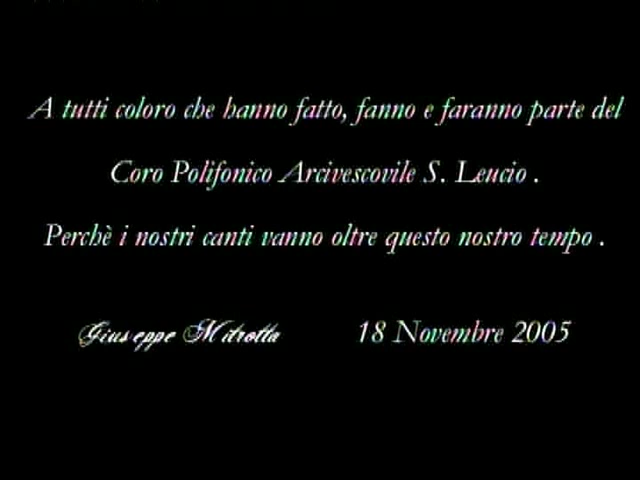 A tutti coloro che hanno fatto, fanno e faranno parte del
Coro Polifonico Arcivescovile S. Leucio .
Perchè i nostri canti vanno oltre questo nostro tempo .
Giuseppe Mitrotta 18 Novembre 2005